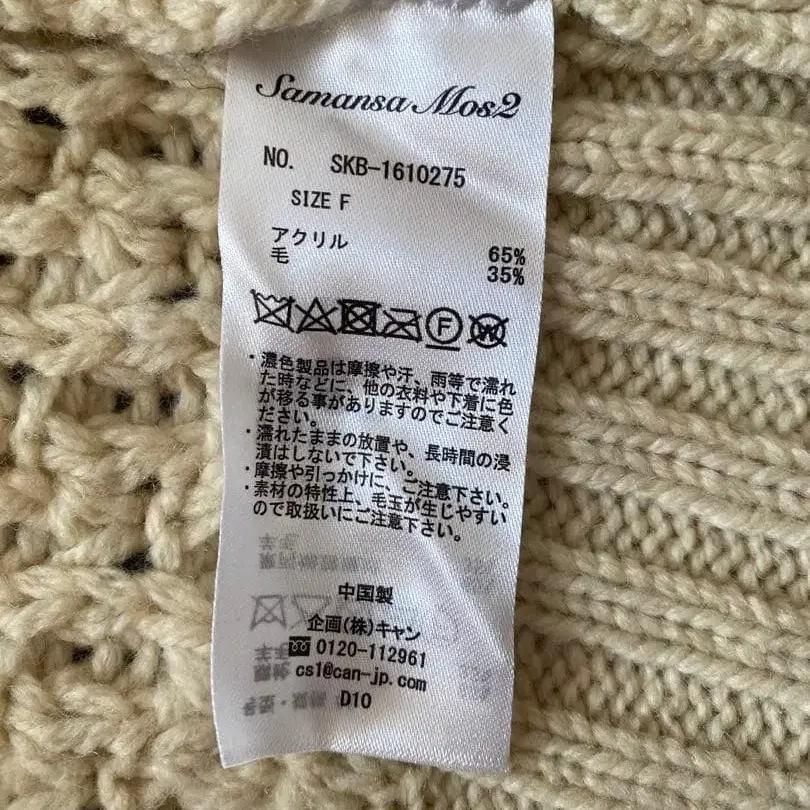 Samansa Mos2
NO. SKB-1610275
SIZE F
アクリル 65%
毛 35%
F W
・濃色製品は摩擦や汗、雨等で濡れ
た時などに、他の衣料や下着に色
が移る事がありますのでご注意く
ださい。
・濡れたままの放置や、長時間の浸
漬はしないで下さい。
・摩擦や引っかけに、ご注意下さい。
・素材の特性上、毛玉が生じやすい
ので取扱いにご注意下さい。
中国製
企画(株)キャン
0120-112961
cs1@can-jp.com
D10